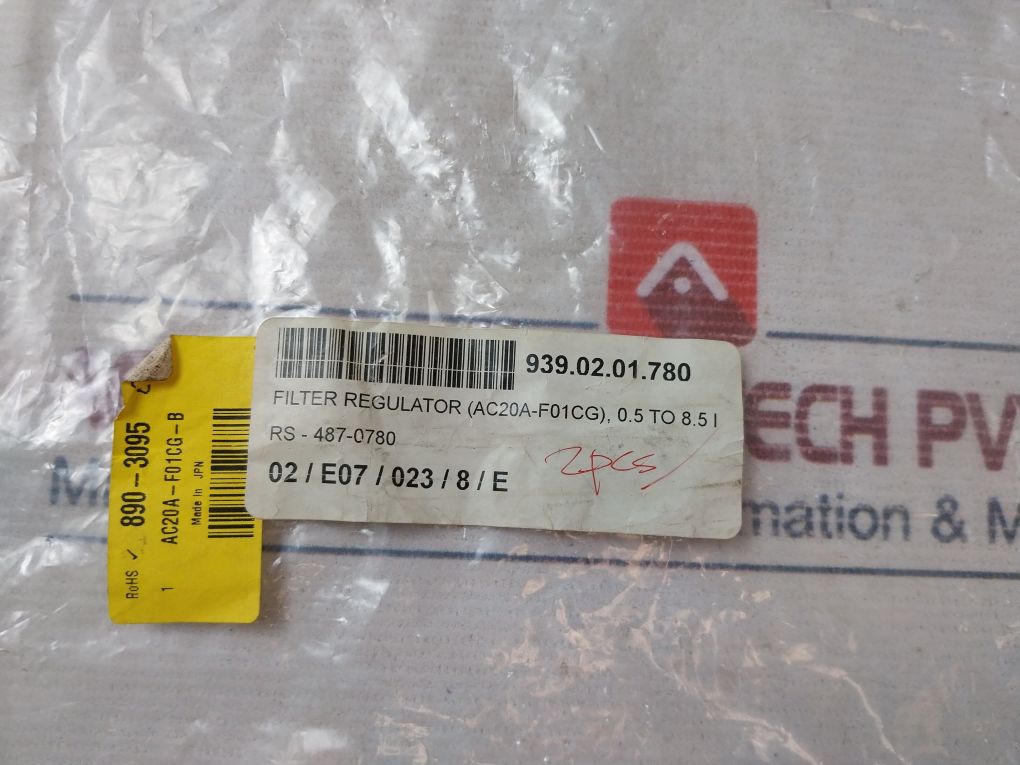 939.02.01.780
FILTER REGULATOR (AC20A-F01CG), 0.5 TO 8.5 I
RS - 487-0780
2pcs
02 / E07 / 023 / 8 / E
RoHS ✓ 890-3095
1 AC20A-F01CG-B
Made in JPN
ECH PV
mation & M